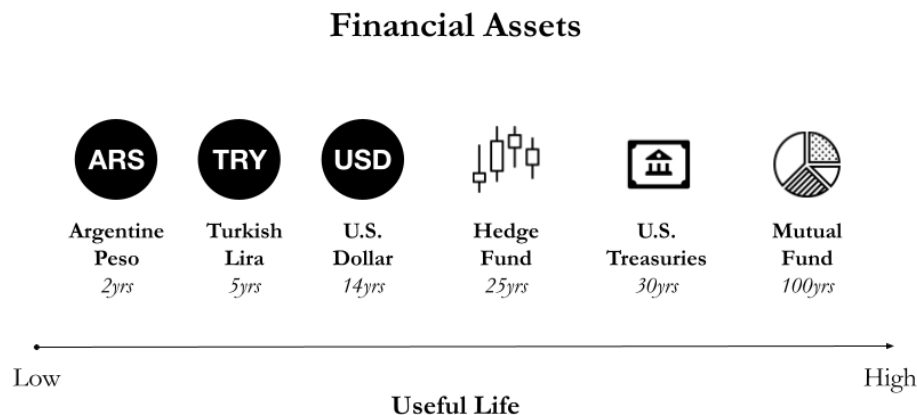 Financial Assets
ARS TRY USD
Argentine Peso
2yrs
Turkish Lira
5yrs
U.S. Dollar
14yrs
Hedge Fund
25yrs
U.S. Treasuries
30yrs
Mutual Fund
100yrs
Low
High
Useful Life